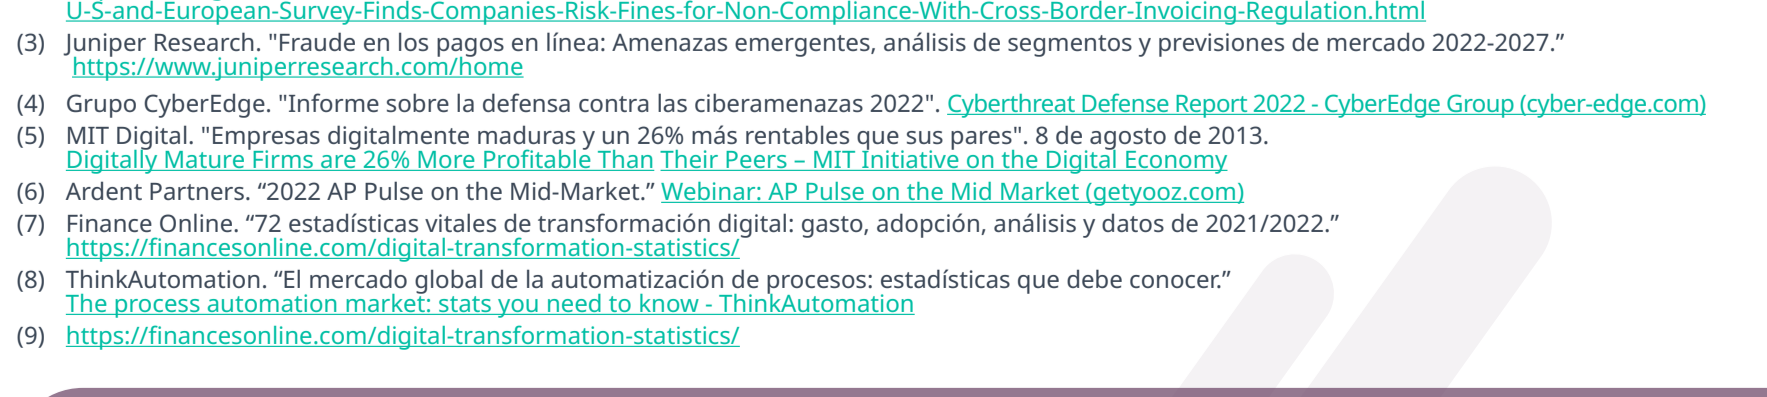 U-S-and-European-Survey-Finds-Companies-Risk-Fines-for-Non-Compliance-With-Cross-Border-Invoicing-Regulation.html
(3) Juniper Research. "Fraude en los pagos en línea: Amenazas emergentes, análisis de segmentos y previsiones de mercado 2022-2027.”
https://www.juniperresearch.com/home
(4) Grupo CyberEdge. "Informe sobre la defensa contra las ciberamenazas 2022". Cyberthreat Defense Report 2022 - CyberEdge Group (cyber-edge.com)
(5) MIT Digital. "Empresas digitalmente maduras y un 26% más rentables que sus pares". 8 de agosto de 2013.
Digitally Mature Firms are 26% More Profitable Than Their Peers – MIT Initiative on the Digital Economy
(6) Ardent Partners. “2022 AP Pulse on the Mid-Market.” Webinar: AP Pulse on the Mid Market (getyooz.com)
(7) Finance Online. “72 estadísticas vitales de transformación digital: gasto, adopción, análisis y datos de 2021/2022.”
https://financesonline.com/digital-transformation-statistics/
(8) ThinkAutomation. “El mercado global de la automatización de procesos: estadísticas que debe conocer.”
The process automation market: stats you need to know - ThinkAutomation
(9) https://financesonline.com/digital-transformation-statistics/